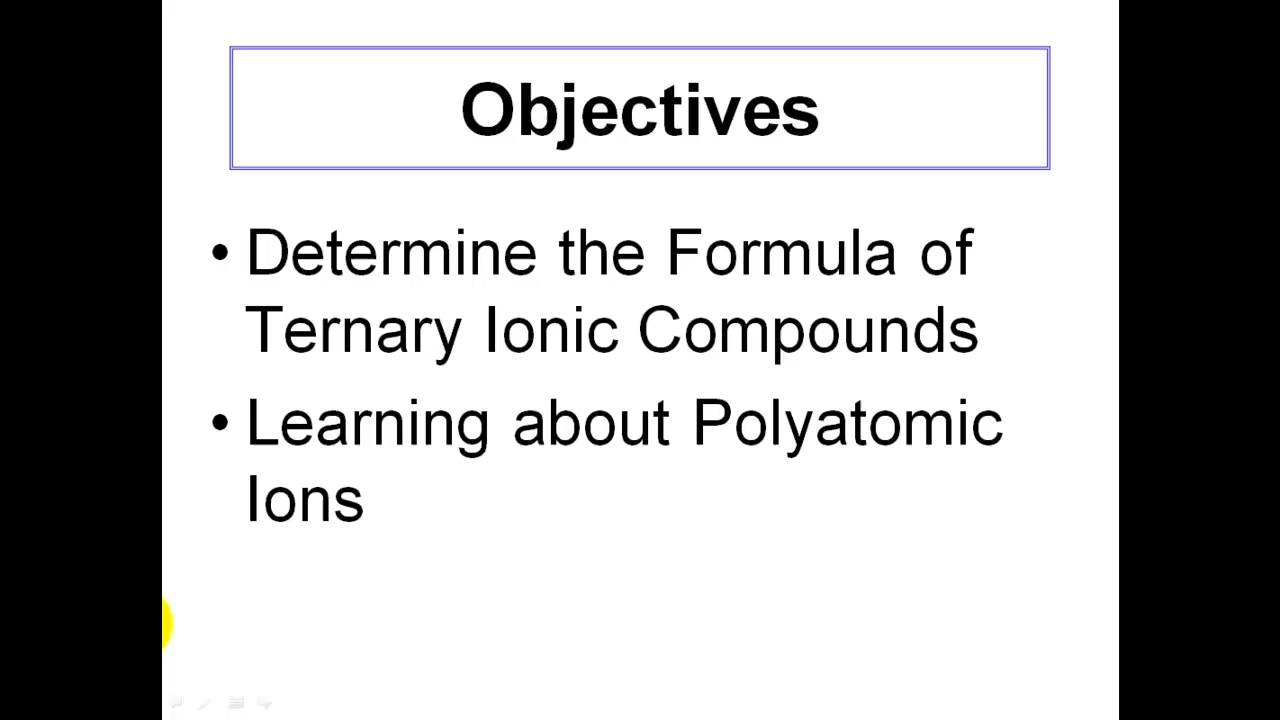 Objectives
• Determine the Formula of
Ternary Ionic Compounds
• Learning about Polyatomic
Ions